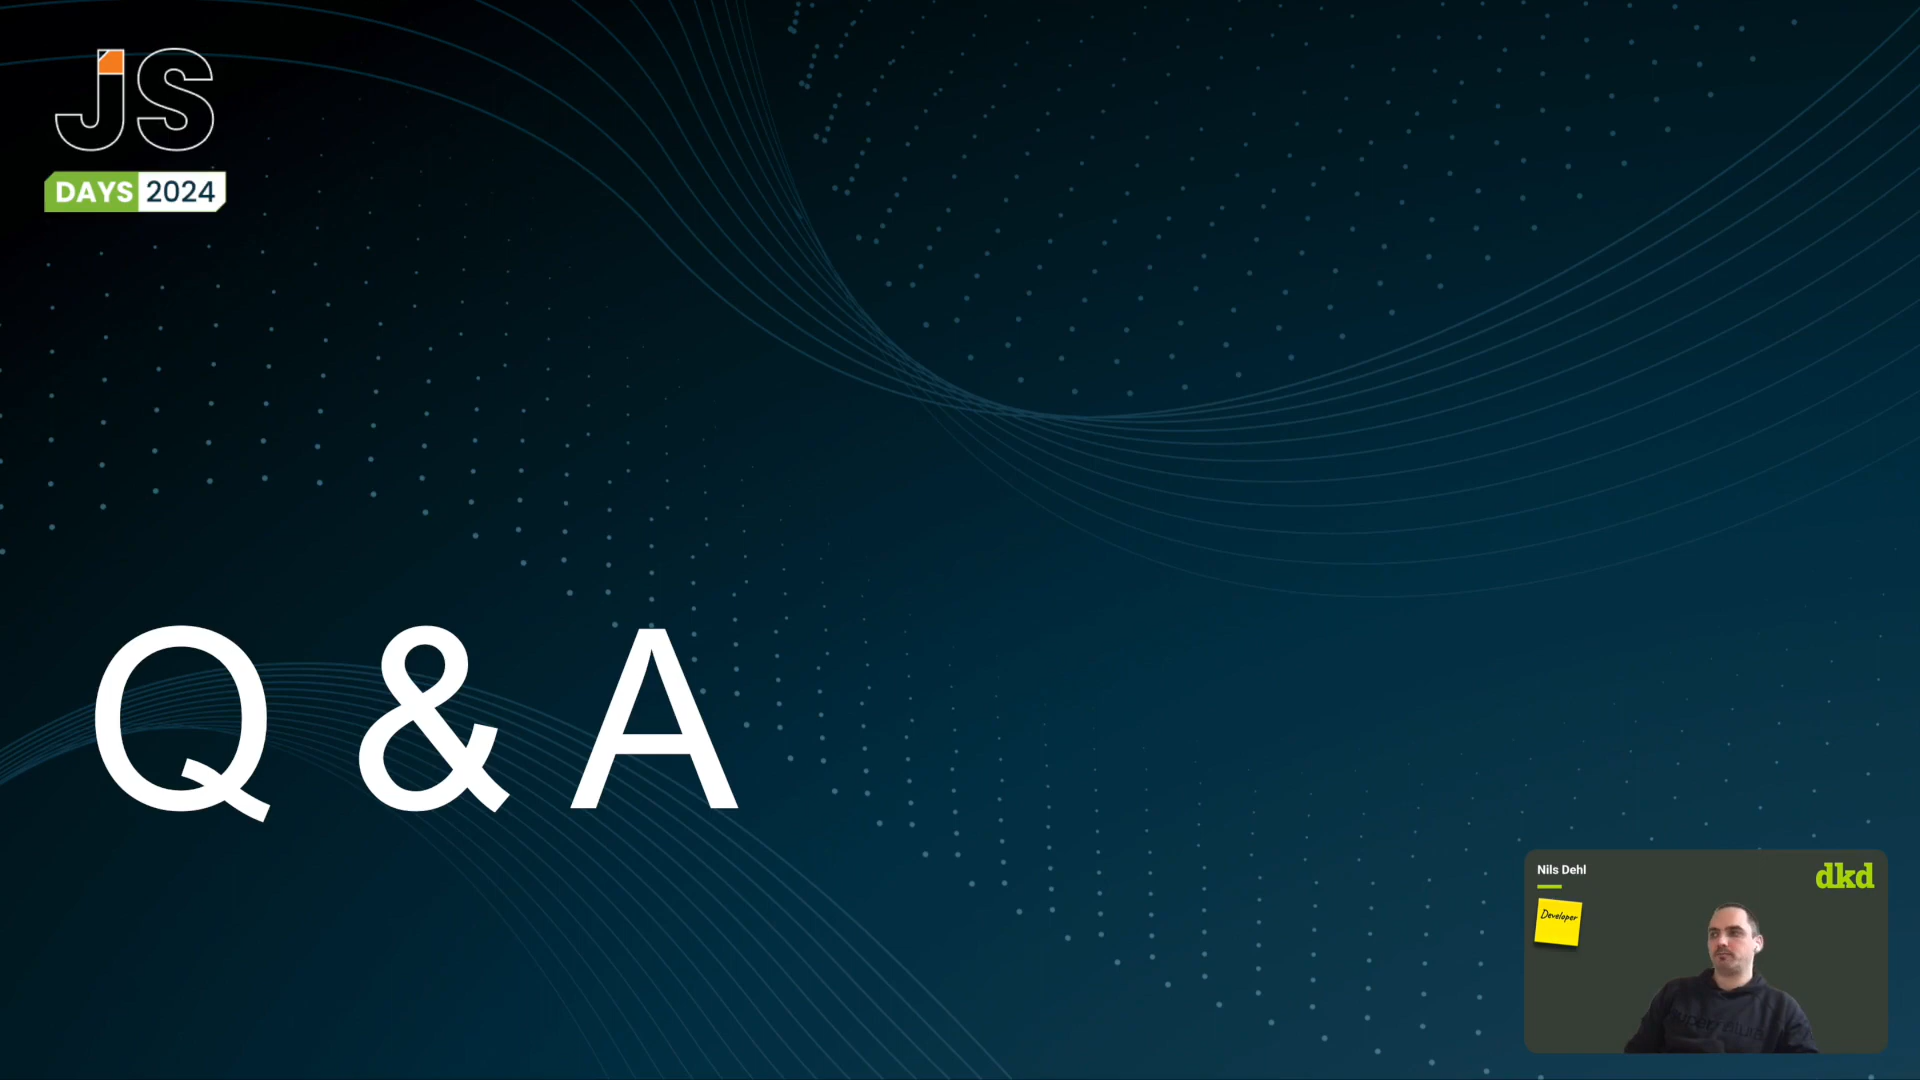 JS
DAYS 2024
Q & A
Nils Dehl
dkd
Developer